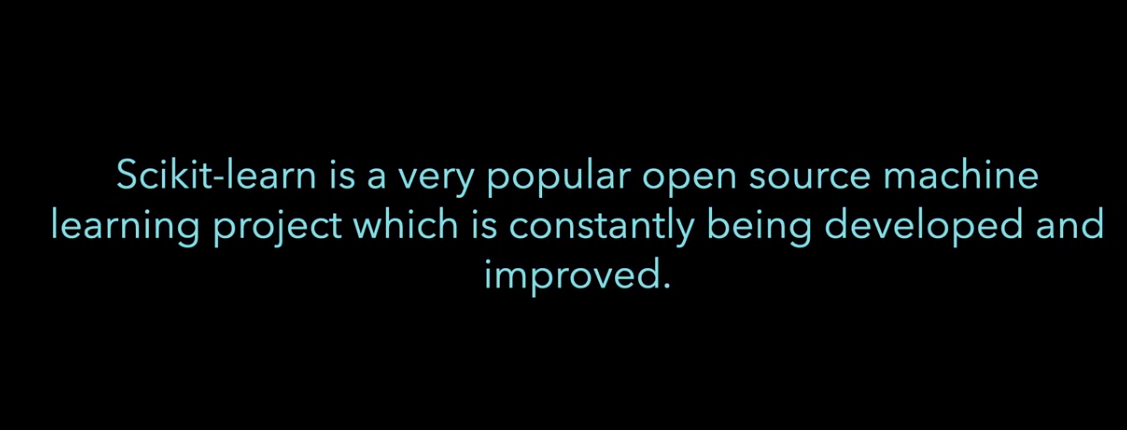 Scikit-learn is a very popular open source machine
learning project which is constantly being developed and
improved.